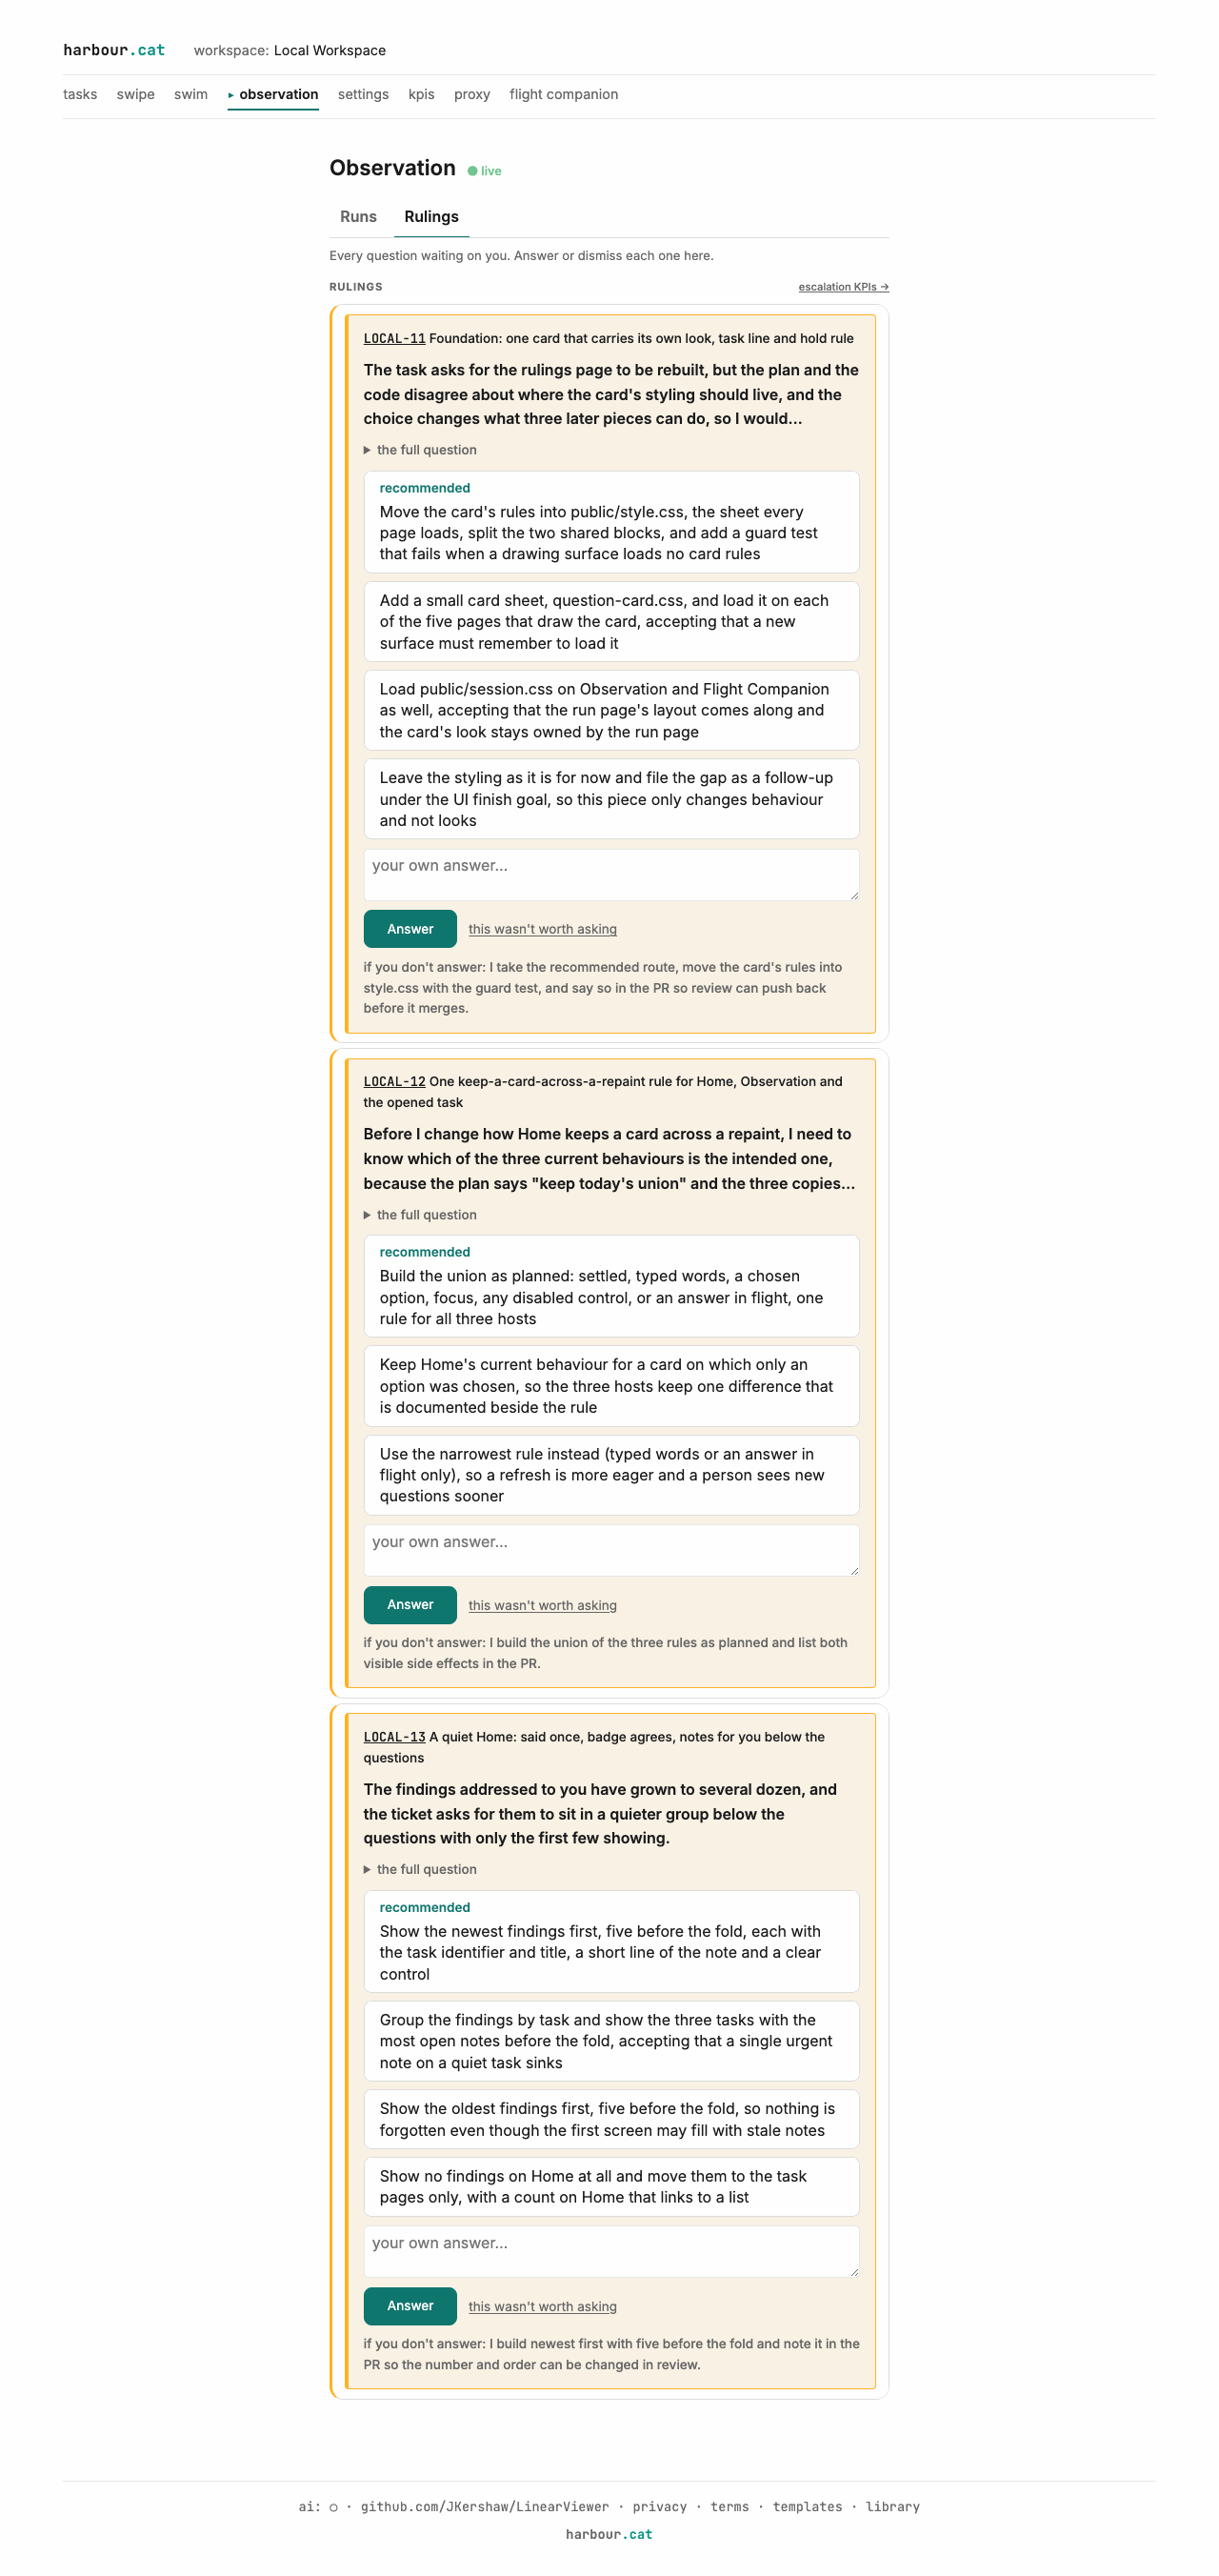 harbour.cat workspace: Local Workspace
tasks swipe swim ▸ observation settings kpis proxy flight companion
Observation ● live
Runs Rulings
Every question waiting on you. Answer or dismiss each one here.
RULINGS escalation KPIs →
LOCAL-11 Foundation: one card that carries its own look, task line and hold rule
The task asks for the rulings page to be rebuilt, but the plan and the
code disagree about where the card's styling should live, and the
choice changes what three later pieces can do, so I would…
▶ the full question
recommended
Move the card's rules into public/style.css, the sheet every
page loads, split the two shared blocks, and add a guard test
that fails when a drawing surface loads no card rules
Add a small card sheet, question-card.css, and load it on each
of the five pages that draw the card, accepting that a new
surface must remember to load it
Load public/session.css on Observation and Flight Companion
as well, accepting that the run page's layout comes along and
the card's look stays owned by the run page
Leave the styling as it is for now and file the gap as a follow-up
under the UI finish goal, so this piece only changes behaviour
and not looks
your own answer…
Answer this wasn't worth asking
if you don't answer: I take the recommended route, move the card's rules into
style.css with the guard test, and say so in the PR so review can push back
before it merges.
LOCAL-12 One keep-a-card-across-a-repaint rule for Home, Observation and
the opened task
Before I change how Home keeps a card across a repaint, I need to
know which of the three current behaviours is the intended one,
because the plan says "keep today's union" and the three copies…
▶ the full question
recommended
Build the union as planned: settled, typed words, a chosen
option, focus, any disabled control, or an answer in flight, one
rule for all three hosts
Keep Home's current behaviour for a card on which only an
option was chosen, so the three hosts keep one difference that
is documented beside the rule
Use the narrowest rule instead (typed words or an answer in
flight only), so a refresh is more eager and a person sees new
questions sooner
your own answer…
Answer this wasn't worth asking
if you don't answer: I build the union of the three rules as planned and list both
visible side effects in the PR.
LOCAL-13 A quiet Home: said once, badge agrees, notes for you below the
questions
The findings addressed to you have grown to several dozen, and
the ticket asks for them to sit in a quieter group below the
questions with only the first few showing.
▶ the full question
recommended
Show the newest findings first, five before the fold, each with
the task identifier and title, a short line of the note and a clear
control
Group the findings by task and show the three tasks with the
most open notes before the fold, accepting that a single urgent
note on a quiet task sinks
Show the oldest findings first, five before the fold, so nothing is
forgotten even though the first screen may fill with stale notes
Show no findings on Home at all and move them to the task
pages only, with a count on Home that links to a list
your own answer…
Answer this wasn't worth asking
if you don't answer: I build newest first with five before the fold and note it in the
PR so the number and order can be changed in review.
ai: ○ · github.com/JKershaw/LinearViewer · privacy · terms · templates · library
harbour.cat